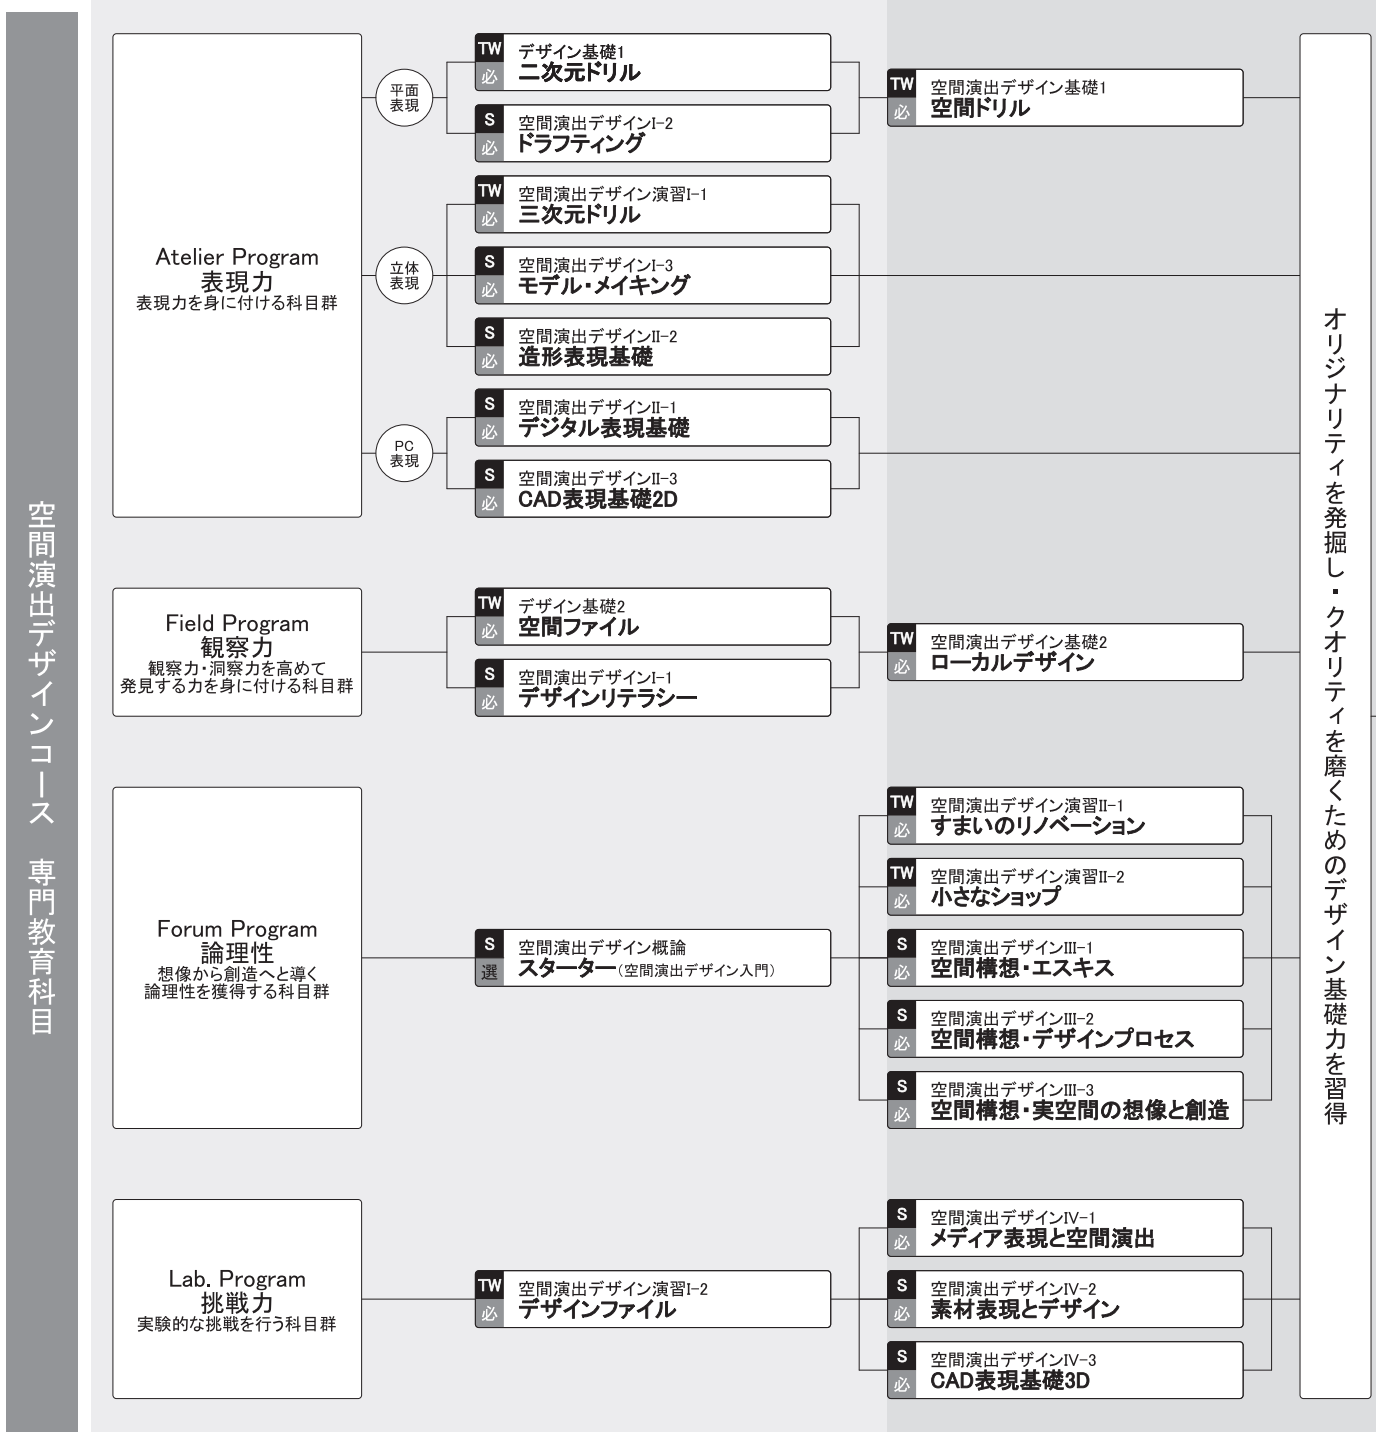 空間演出デザインコース　専門教育科目
Atelier Program
表現力
表現力を身に付ける科目群
平面
表現
TW
必
デザイン基礎1
二次元ドリル
S
必
空間演出デザインI-2
ドラフティング
TW
必
空間演出デザイン基礎1
空間ドリル
立体
表現
TW
必
空間演出デザイン演習I-1
三次元ドリル
S
必
空間演出デザインI-3
モデル・メイキング
S
必
空間演出デザインII-2
造形表現基礎
PC
表現
S
必
空間演出デザインII-1
デジタル表現基礎
S
必
空間演出デザインII-3
CAD表現基礎2D
Field Program
観察力
観察力・洞察力を高めて
発見する力を身に付ける科目群
TW
必
デザイン基礎2
空間ファイル
S
必
空間演出デザインI-1
デザインリテラシー
TW
必
空間演出デザイン基礎2
ローカルデザイン
Forum Program
論理性
想像から創造へと導く
論理性を獲得する科目群
S
選
空間演出デザイン概論
スターター（空間演出デザイン入門）
TW
必
空間演出デザイン演習II-1
すまいのリノベーション
TW
必
空間演出デザイン演習II-2
小さなショップ
S
必
空間演出デザインIII-1
空間構想・エスキス
S
必
空間演出デザインIII-2
空間構想・デザインプロセス
S
必
空間演出デザインIII-3
空間構想・実空間の想像と創造
Lab. Program
挑戦力
実験的な挑戦を行う科目群
TW
必
空間演出デザイン演習I-2
デザインファイル
S
必
空間演出デザインIV-1
メディア表現と空間演出
S
必
空間演出デザインIV-2
素材表現とデザイン
S
必
空間演出デザインIV-3
CAD表現基礎3D
オリジナリティを発掘し・クオリティを磨くためのデザイン基礎力を習得